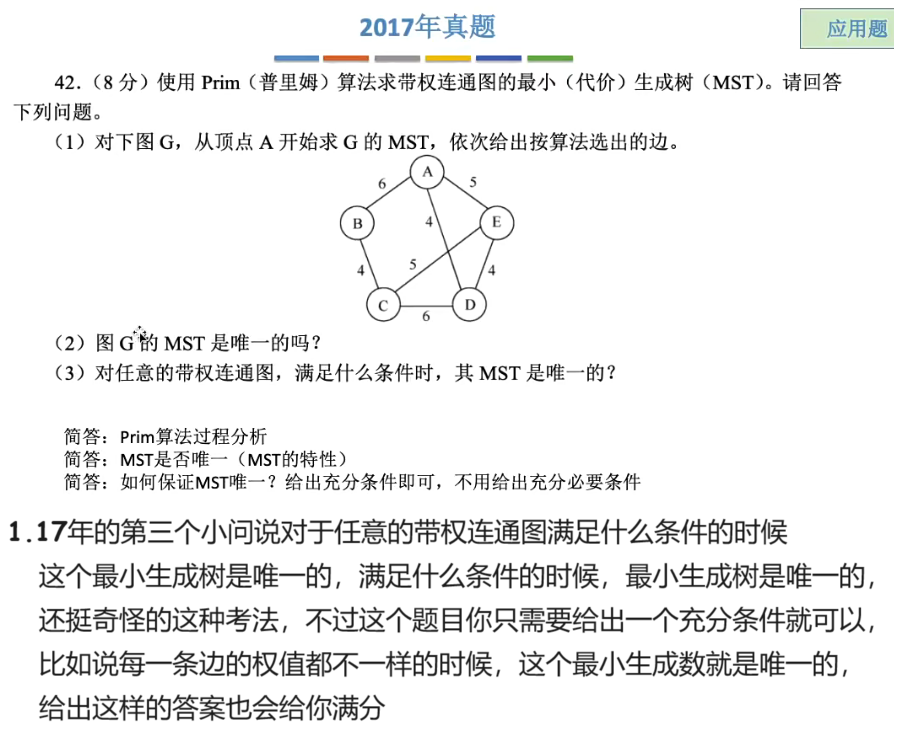 2017年真题
应用题
42.（8 分）使用 Prim（普里姆）算法求带权连通图的最小（代价）生成树（MST）。请回答
下列问题。
（1）对下图 G，从顶点 A 开始求 G 的 MST，依次给出按算法选出的边。
A
6
5
B
4
E
4
5
4
C
D
6
（2）图 G 的 MST 是唯一的吗？
（3）对任意的带权连通图，满足什么条件时，其 MST 是唯一的？
简答：Prim算法过程分析
简答：MST是否唯一（MST的特性）
简答：如何保证MST唯一？给出充分条件即可，不用给出充分必要条件
1.17年的第三个小问说对于任意的带权连通图满足什么条件的时候
这个最小生成树是唯一的，满足什么条件的时候，最小生成树是唯一的，
还挺奇怪的这种考法，不过这个题目你只需要给出一个充分条件就可以，
比如说每一条边的权值都不一样的时候，这个最小生成数就是唯一的，
给出这样的答案也会给你满分